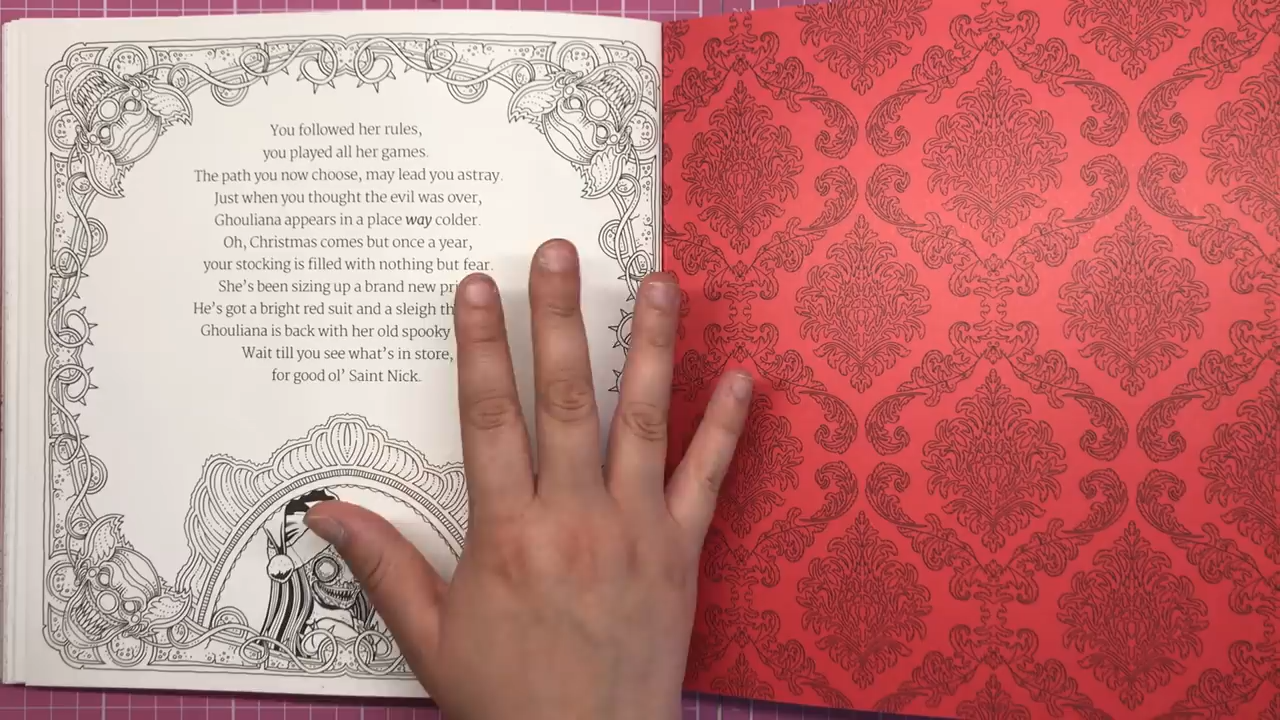 You followed her rules,
you played all her games.
The path you now choose, may lead you astray.
Just when you thought the evil was over,
Ghouliana appears in a place way colder.
Oh, Christmas comes but once a year,
your stocking is filled with nothing but fear.
She's been sizing up a brand new
He's got a bright red suit and a sleigh
Ghouliana is back with her old spooky
Wait till you see what's in store,
for good ol' Saint Nick.